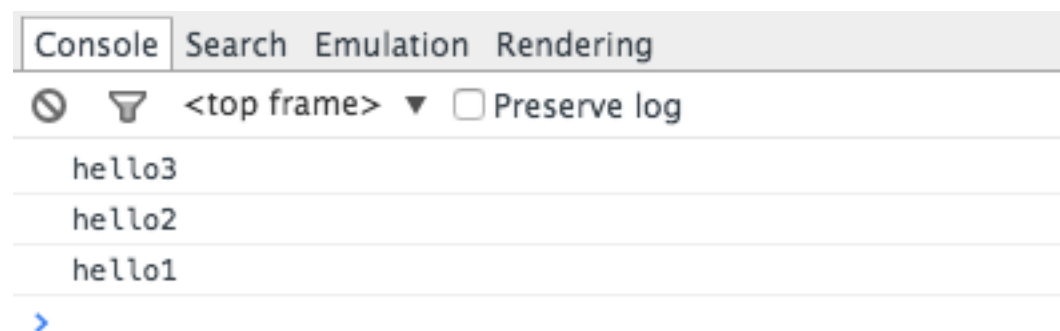 Console Search Emulation Rendering
<top frame> ▼ Preserve log
hello3
hello2
hello1
>